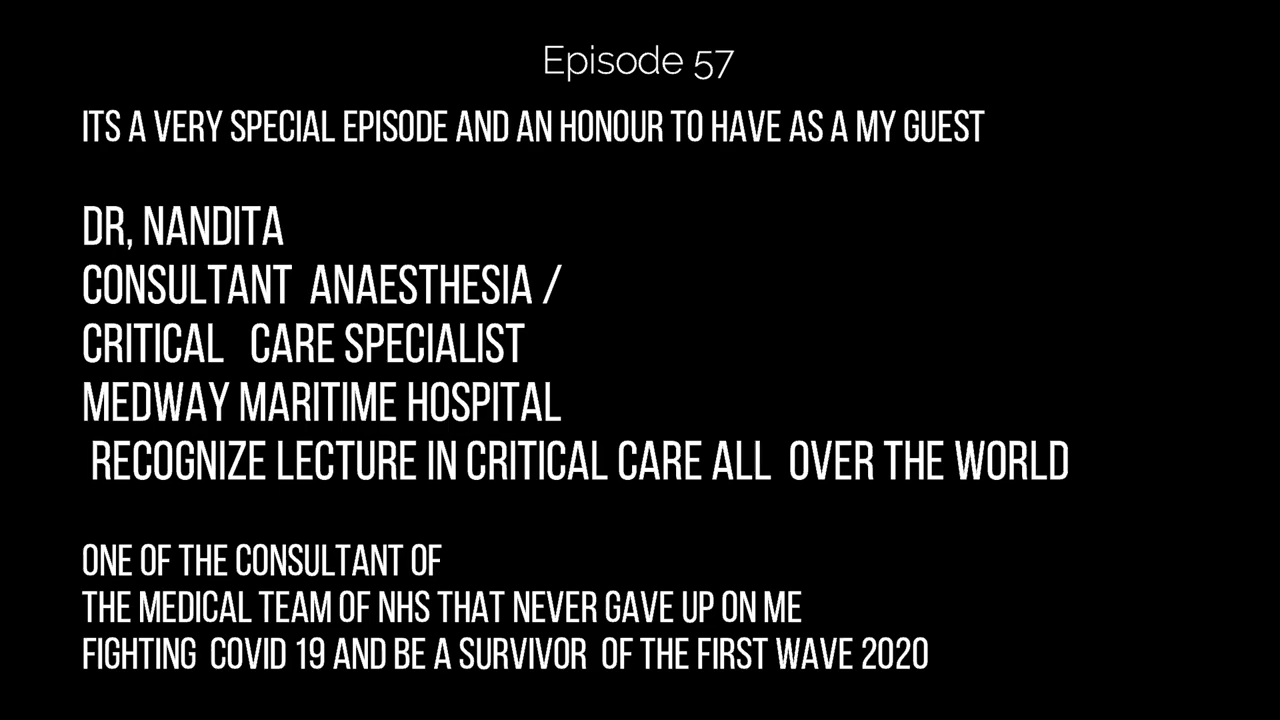 Episode 57
ITS A VERY SPECIAL EPISODE AND AN HONOUR TO HAVE AS A MY GUEST
DR, NANDITA
CONSULTANT ANAESTHESIA /
CRITICAL CARE SPECIALIST
MEDWAY MARITIME HOSPITAL
RECOGNIZE LECTURE IN CRITICAL CARE ALL OVER THE WORLD
ONE OF THE CONSULTANT OF
THE MEDICAL TEAM OF NHS THAT NEVER GAVE UP ON ME
FIGHTING COVID 19 AND BE A SURVIVOR OF THE FIRST WAVE 2020